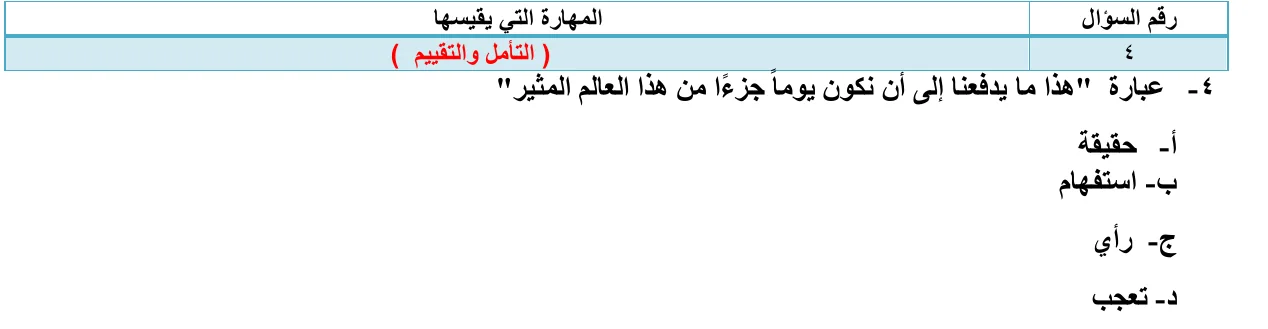 رقم السؤال المهارة التي يقيسها
٤ ( التأمل والتقييم )
٤- عبارة "هذا ما يدفعنا إلى أن نكون يوماً جزءًا من هذا العالم المثير"
أ- حقيقة
ب- استفهام
ج- رأي
د- تعجب